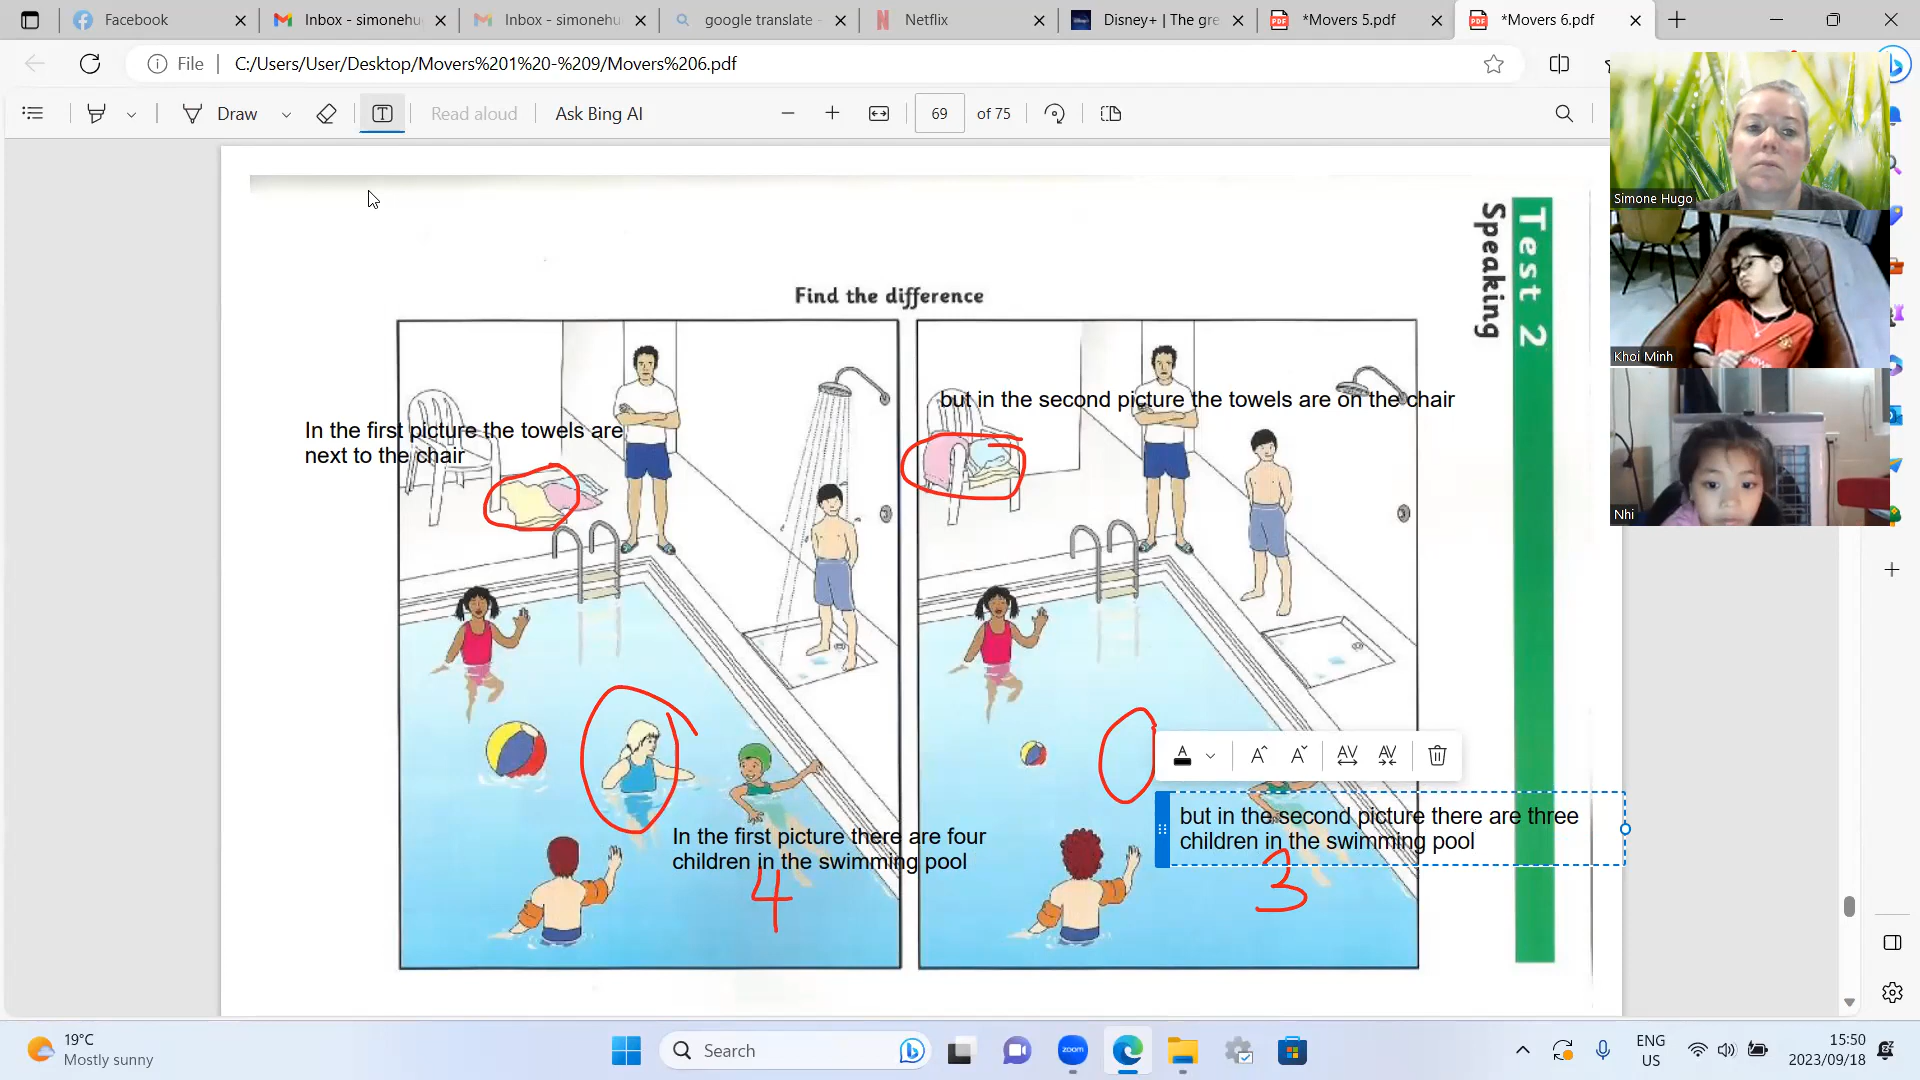 Facebook
Inbox - simonehu
Inbox - simonehu
google translate -
Netflix
Disney+ | The gre
*Movers 5.pdf
*Movers 6.pdf
File
C:/Users/User/Desktop/Movers%201%20-%209/Movers%206.pdf
Draw
Read aloud
Ask Bing AI
69
of 75
Test 2
Speaking
Find the difference
In the first picture the towels are
next to the chair
but in the second picture the towels are on the chair
In the first picture there are four
children in the swimming pool
4
but in the second picture there are three
children in the swimming pool
3
Simone Hugo
Khoi Minh
Nhi
19°C
Mostly sunny
Search
zoom
ENG
US
15:50
2023/09/18